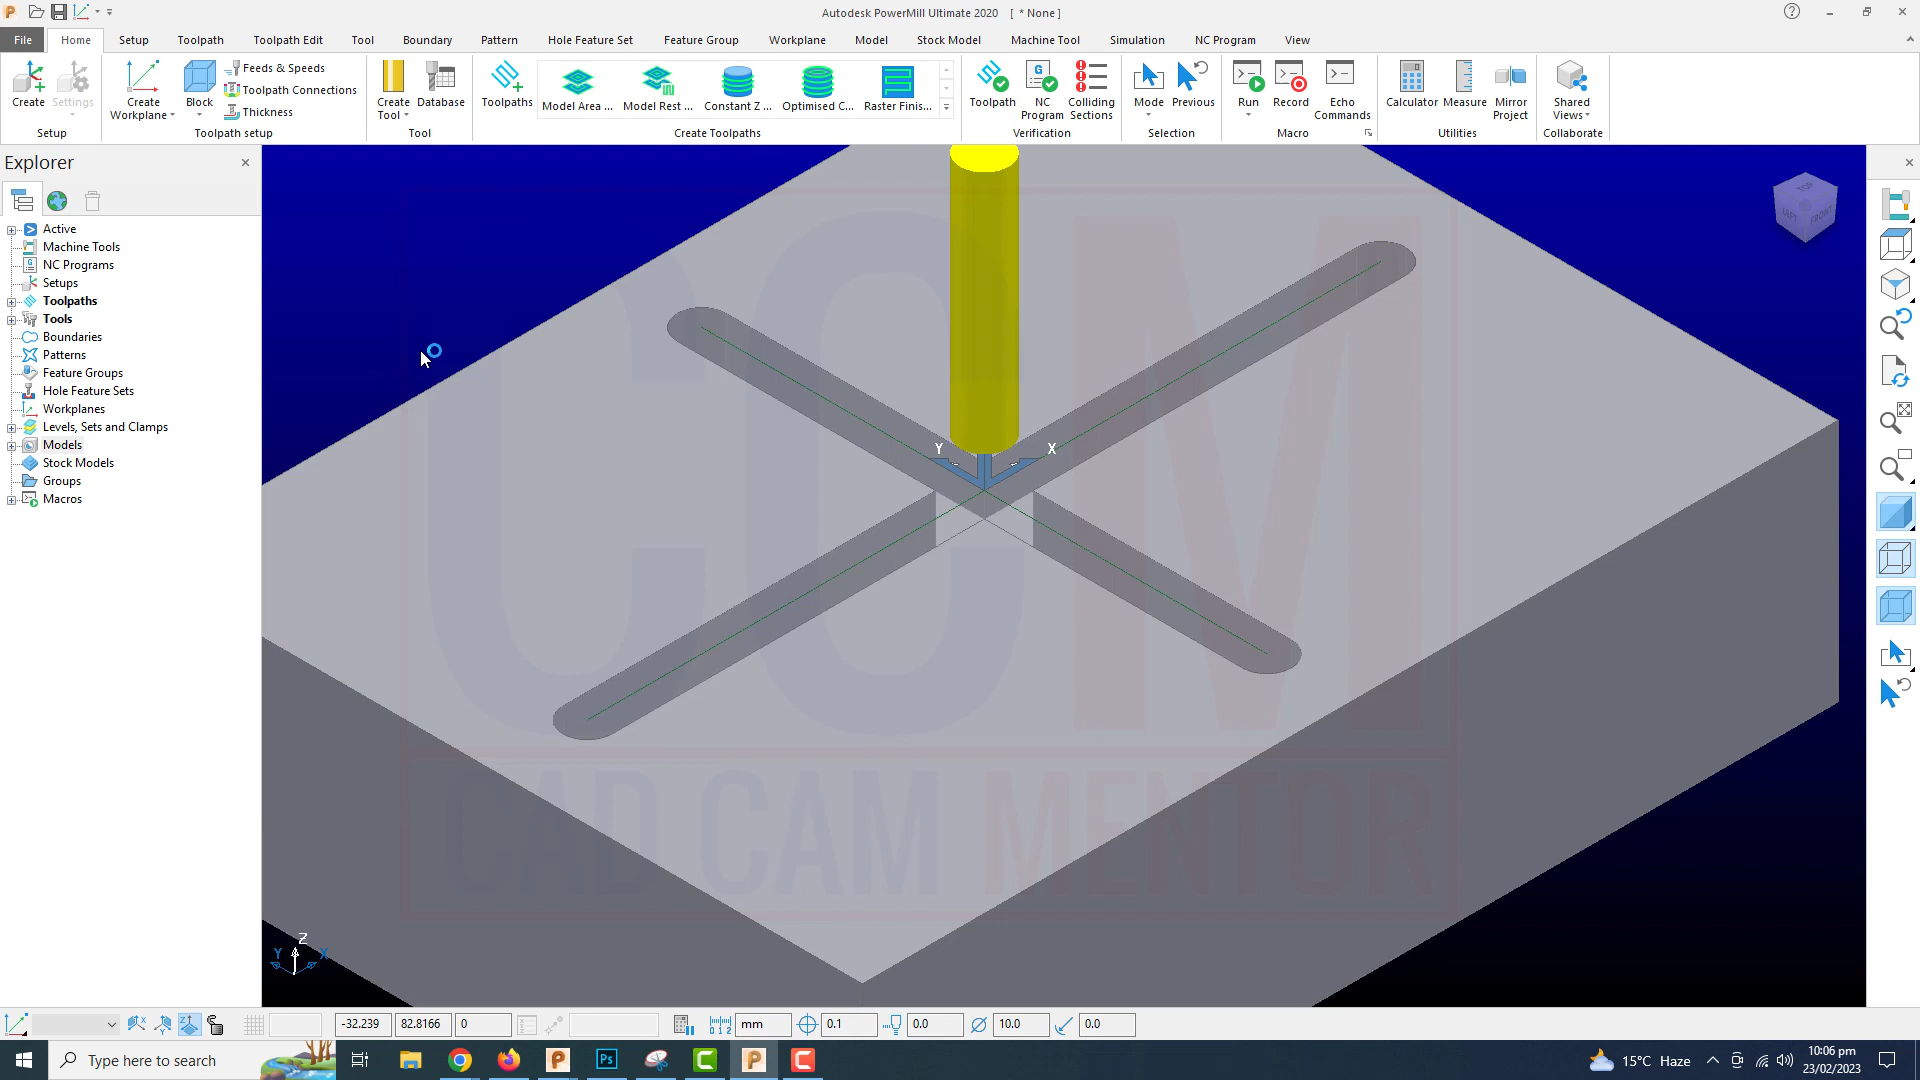 Autodesk PowerMill Ultimate 2020 [ * None ]
File Home Setup Toolpath Toolpath Edit Tool Boundary Pattern Hole Feature Set Feature Group Workplane Model Stock Model Machine Tool Simulation NC Program View
Create
Settings
Setup
Create Workplane
Block
Feeds & Speeds
Toolpath Connections
Thickness
Toolpath setup
Create Tool
Database
Tool
Toolpaths
Model Area ...
Model Rest ...
Constant Z ...
Optimised C...
Raster Finis...
Create Toolpaths
Toolpath
NC Program
Colliding Sections
Verification
Mode
Previous
Selection
Run
Record
Echo Commands
Macro
Calculator
Measure
Mirror Project
Utilities
Shared Views
Collaborate
Explorer
Active
Machine Tools
NC Programs
Setups
Toolpaths
Tools
Boundaries
Patterns
Feature Groups
Hole Feature Sets
Workplanes
Levels, Sets and Clamps
Models
Stock Models
Groups
Macros
TOP
LEFT
FRONT
Y X
CCM
CAD CAM MENTOR
Z
Y X
-32.239 82.8166 0 mm 0.1 0.0 10.0 0.0
Type here to search
15°C Haze
10:06 pm
23/02/2023